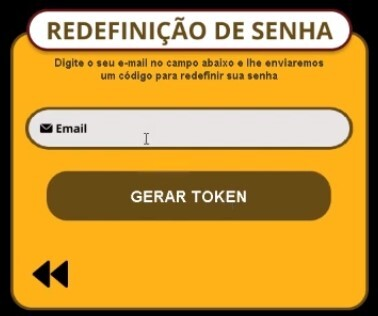 REDEFINIÇÃO DE SENHA
Digite o seu e-mail no campo abaixo e lhe enviaremos
um código para redefinir sua senha
Email
GERAR TOKEN